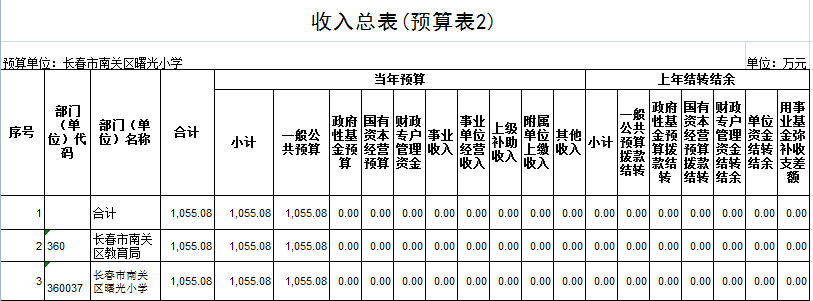 收入总表(预算表2)
预算单位：长春市南关区曙光小学 单位：万元
序号 部门（单位）代码 部门（单位）名称 合计 当年预算 上年结转结余
小计 一般公共预算 政府性基金预算 国有资本经营预算 财政专户管理资金 事业收入 事业单位经营收入 上级补助收入 附属单位上缴收入 其他收入 小计 一般公共预算拨款结转 政府性基金预算拨款结转 国有资本经营预算拨款结转 财政专户管理资金结转结余 单位资金结转结余 用事业基金弥补收支差额
1 合计 1,055.08 1,055.08 1,055.08 0.00 0.00 0.00 0.00 0.00 0.00 0.00 0.00 0.00 0.00 0.00 0.00 0.00 0.00 0.00
2 360 长春市南关区教育局 1,055.08 1,055.08 1,055.08 0.00 0.00 0.00 0.00 0.00 0.00 0.00 0.00 0.00 0.00 0.00 0.00 0.00 0.00 0.00
3 360037 长春市南关区曙光小学 1,055.08 1,055.08 1,055.08 0.00 0.00 0.00 0.00 0.00 0.00 0.00 0.00 0.00 0.00 0.00 0.00 0.00 0.00 0.00